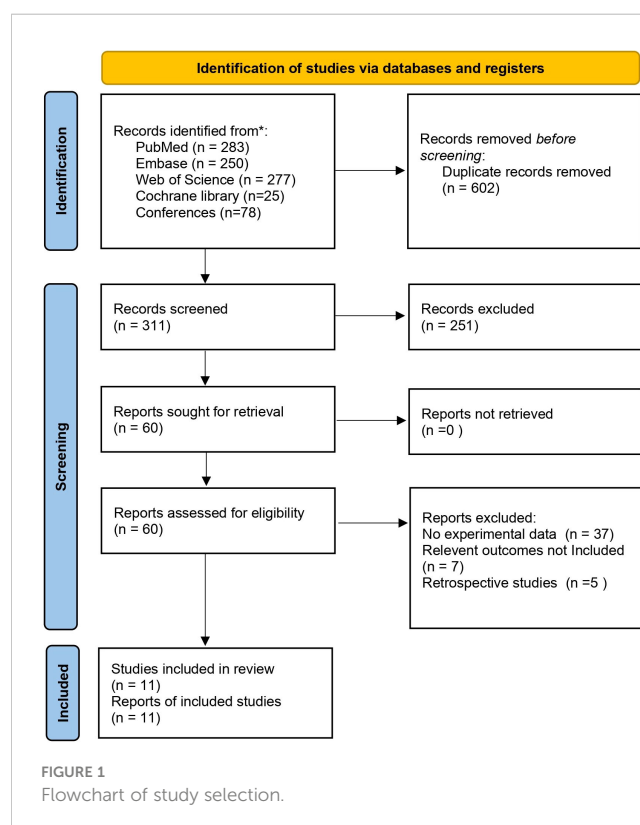 Identification of studies via databases and registers
Identification
Records identified from*:
PubMed (n = 283)
Embase (n = 250)
Web of Science (n = 277)
Cochrane library (n=25)
Conferences (n=78)
Records removed before
screening:
Duplicate records removed
(n = 602)
Screening
Records screened
(n = 311)
Records excluded
(n = 251)
Reports sought for retrieval
(n = 60)
Reports not retrieved
(n =0 )
Reports assessed for eligibility
(n = 60)
Reports excluded:
No experimental data (n = 37)
Relevent outcomes not Included
(n = 7)
Retrospective studies (n =5 )
Included
Studies included in review
(n = 11)
Reports of included studies
(n = 11)
FIGURE 1
Flowchart of study selection.